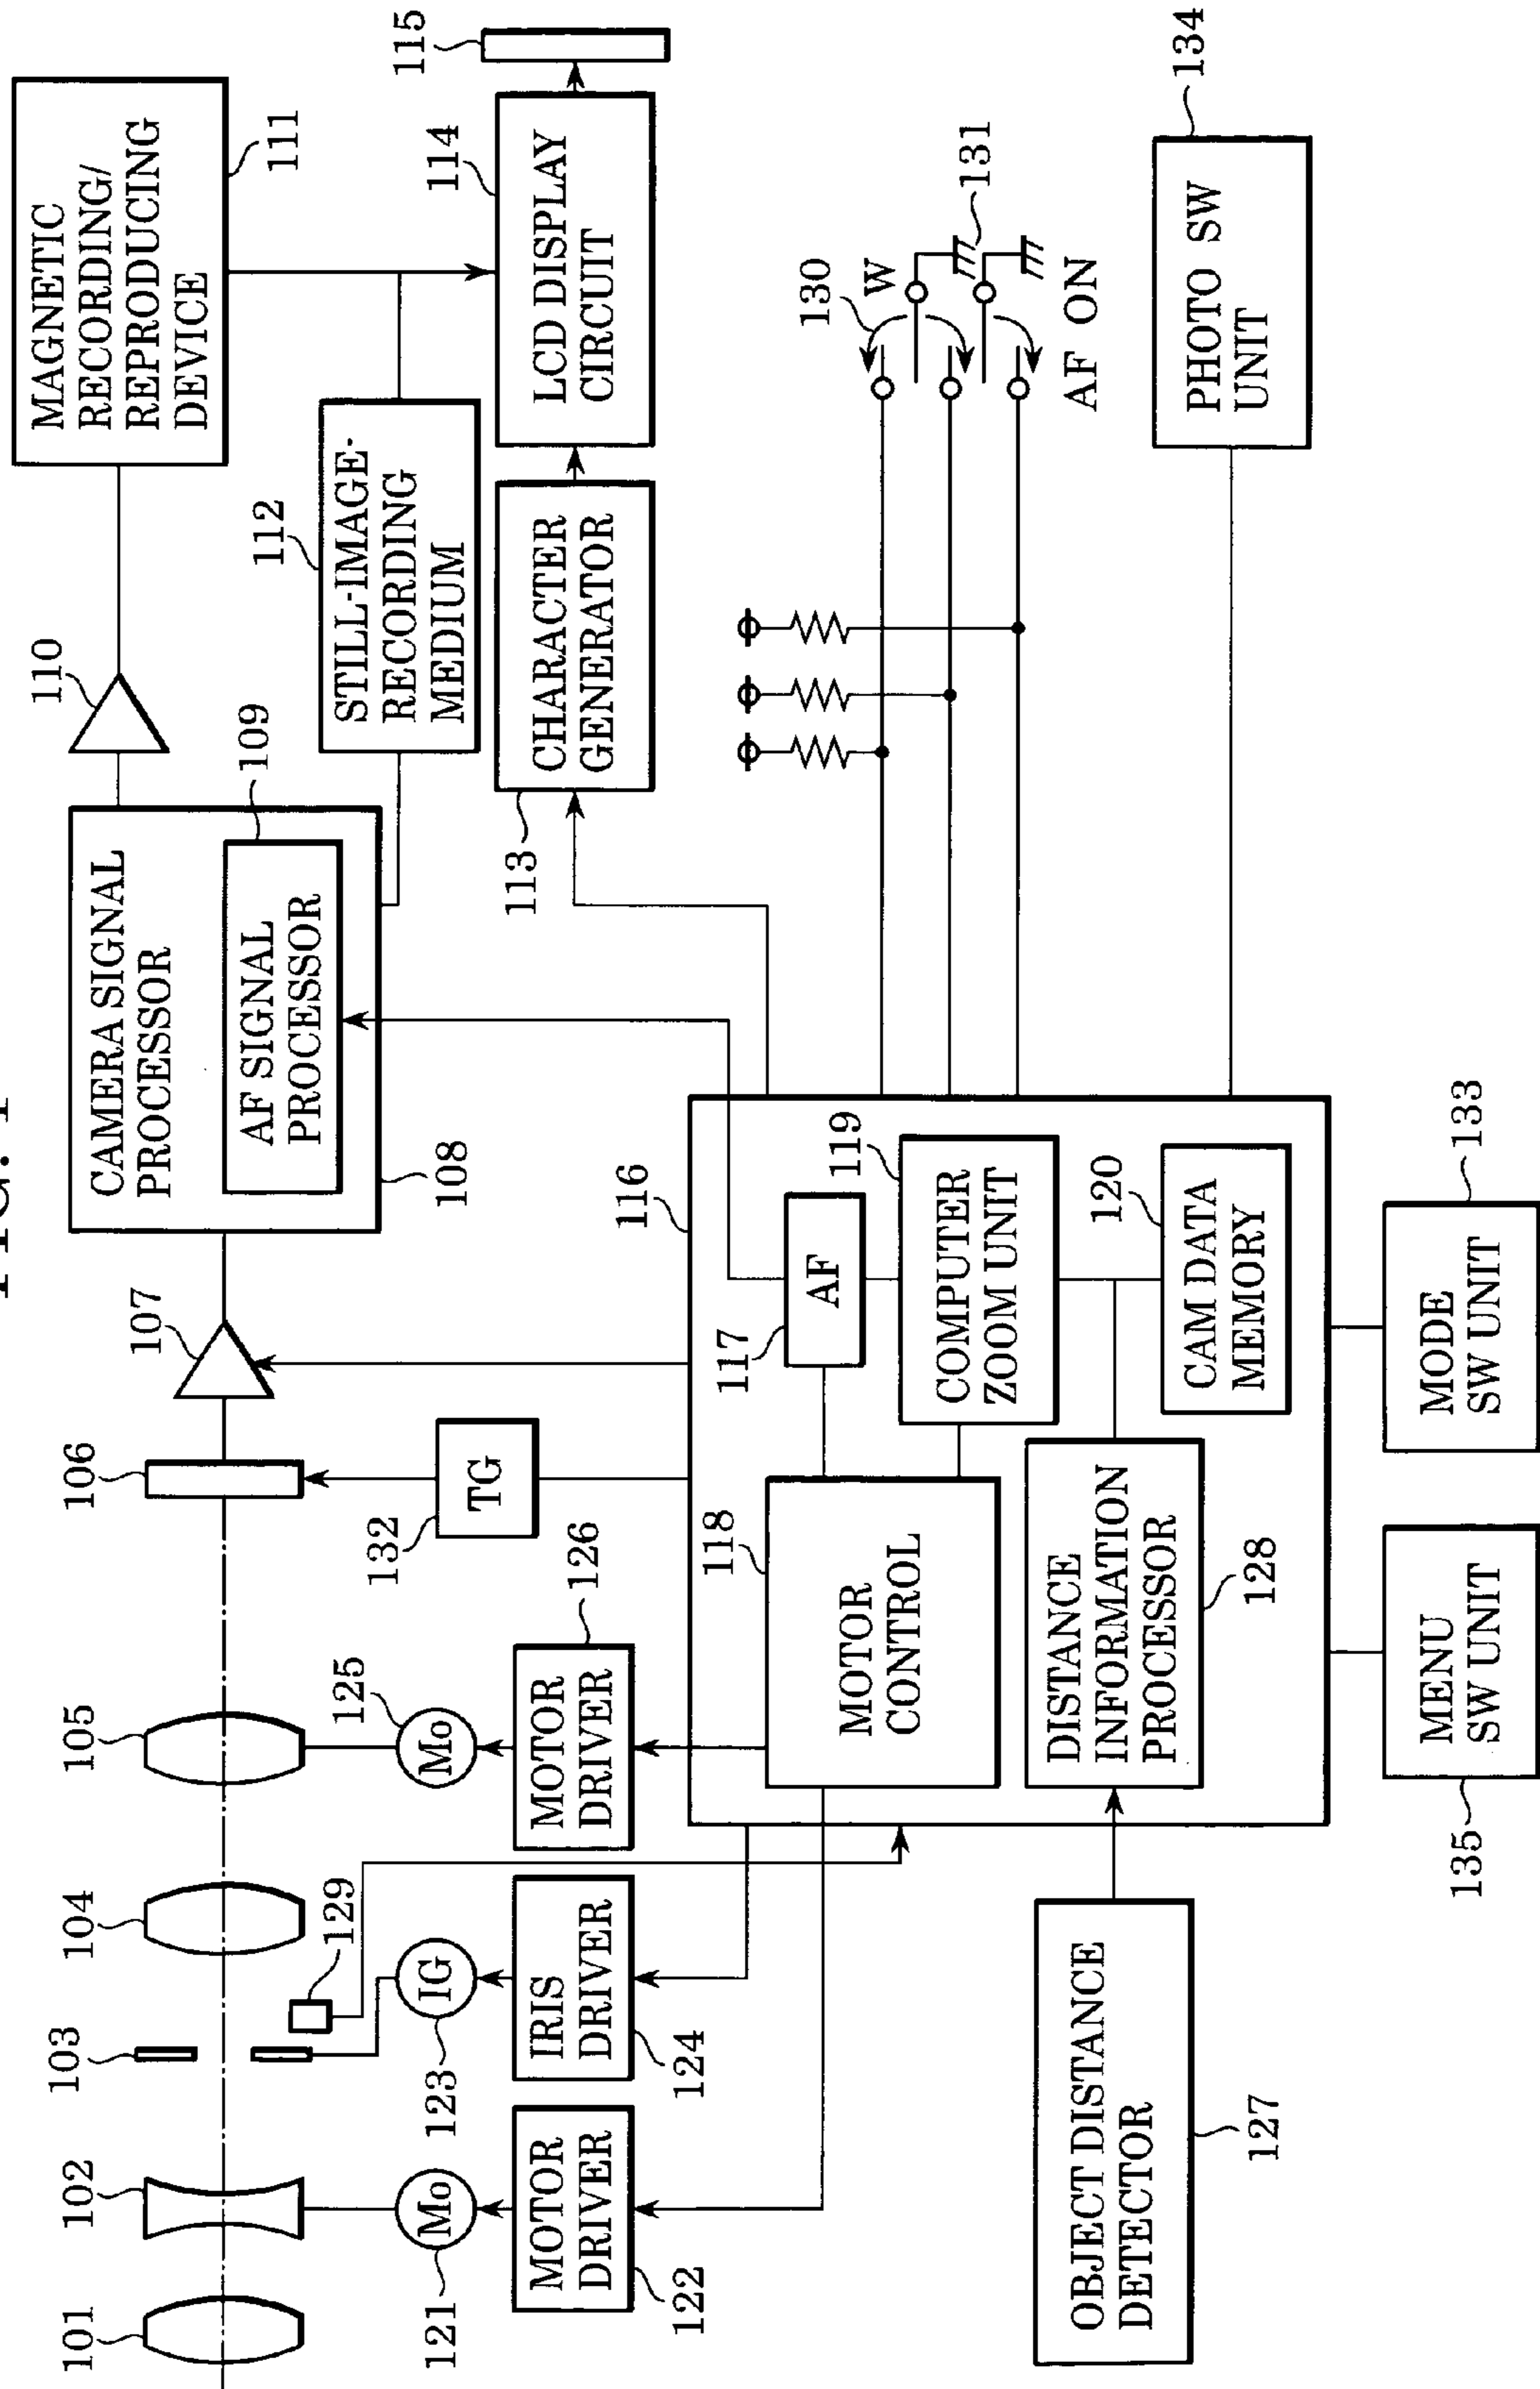 FIG. 1
101
102
103
104
105
106
107
CAMERA SIGNAL
PROCESSOR
AF SIGNAL
PROCESSOR
108
109
110
MAGNETIC
RECORDING/
REPRODUCING
DEVICE
111
STILL-IMAGE-
RECORDING
MEDIUM
112
CHARACTER
GENERATOR
113
LCD DISPLAY
CIRCUIT
114
115
129
Mo
121
MOTOR
DRIVER
122
IG
123
IRIS
DRIVER
124
Mo
125
MOTOR
DRIVER
126
TG
132
116
AF
117
MOTOR
CONTROL
118
COMPUTER
ZOOM UNIT
119
CAM DATA
MEMORY
120
DISTANCE
INFORMATION
PROCESSOR
128
130
W
131
AF ON
PHOTO SW
UNIT
134
OBJECT DISTANCE
DETECTOR
127
MENU
SW UNIT
135
MODE
SW UNIT
133